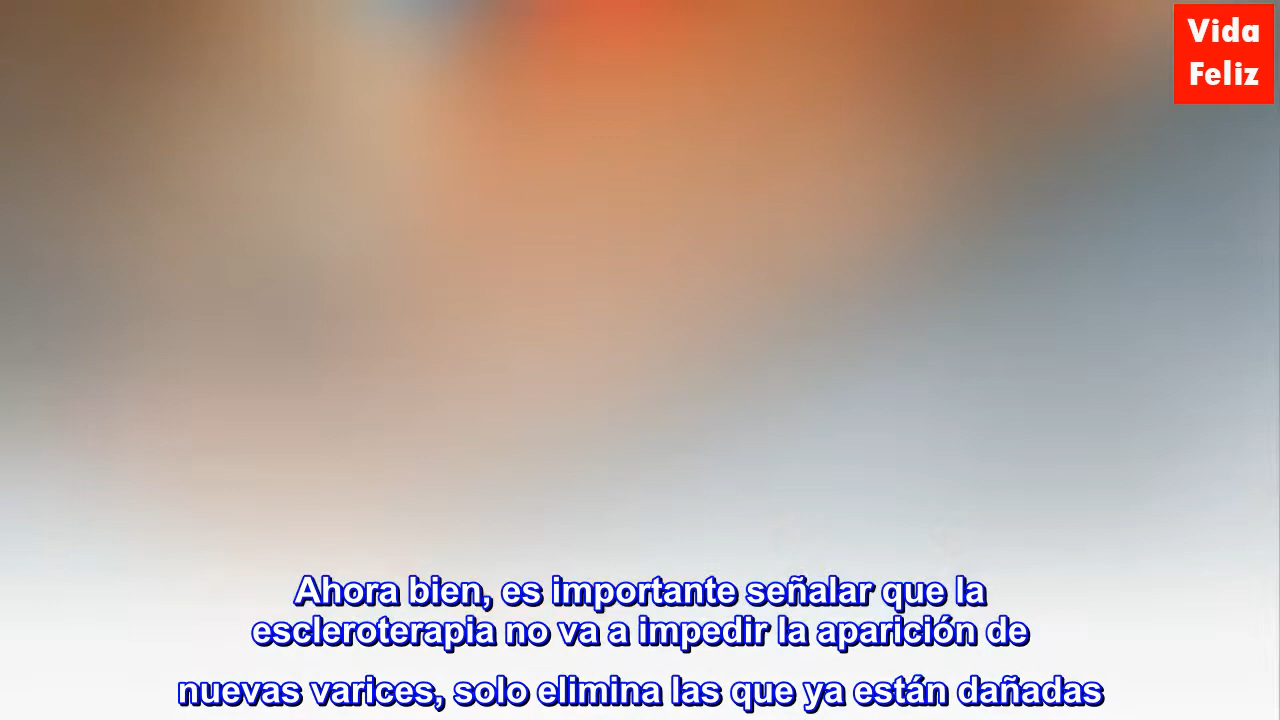 Vida
Feliz
Ahora bien, es importante señalar que la
escleroterapia no va a impedir la aparición de
nuevas varices, solo elimina las que ya están dañadas